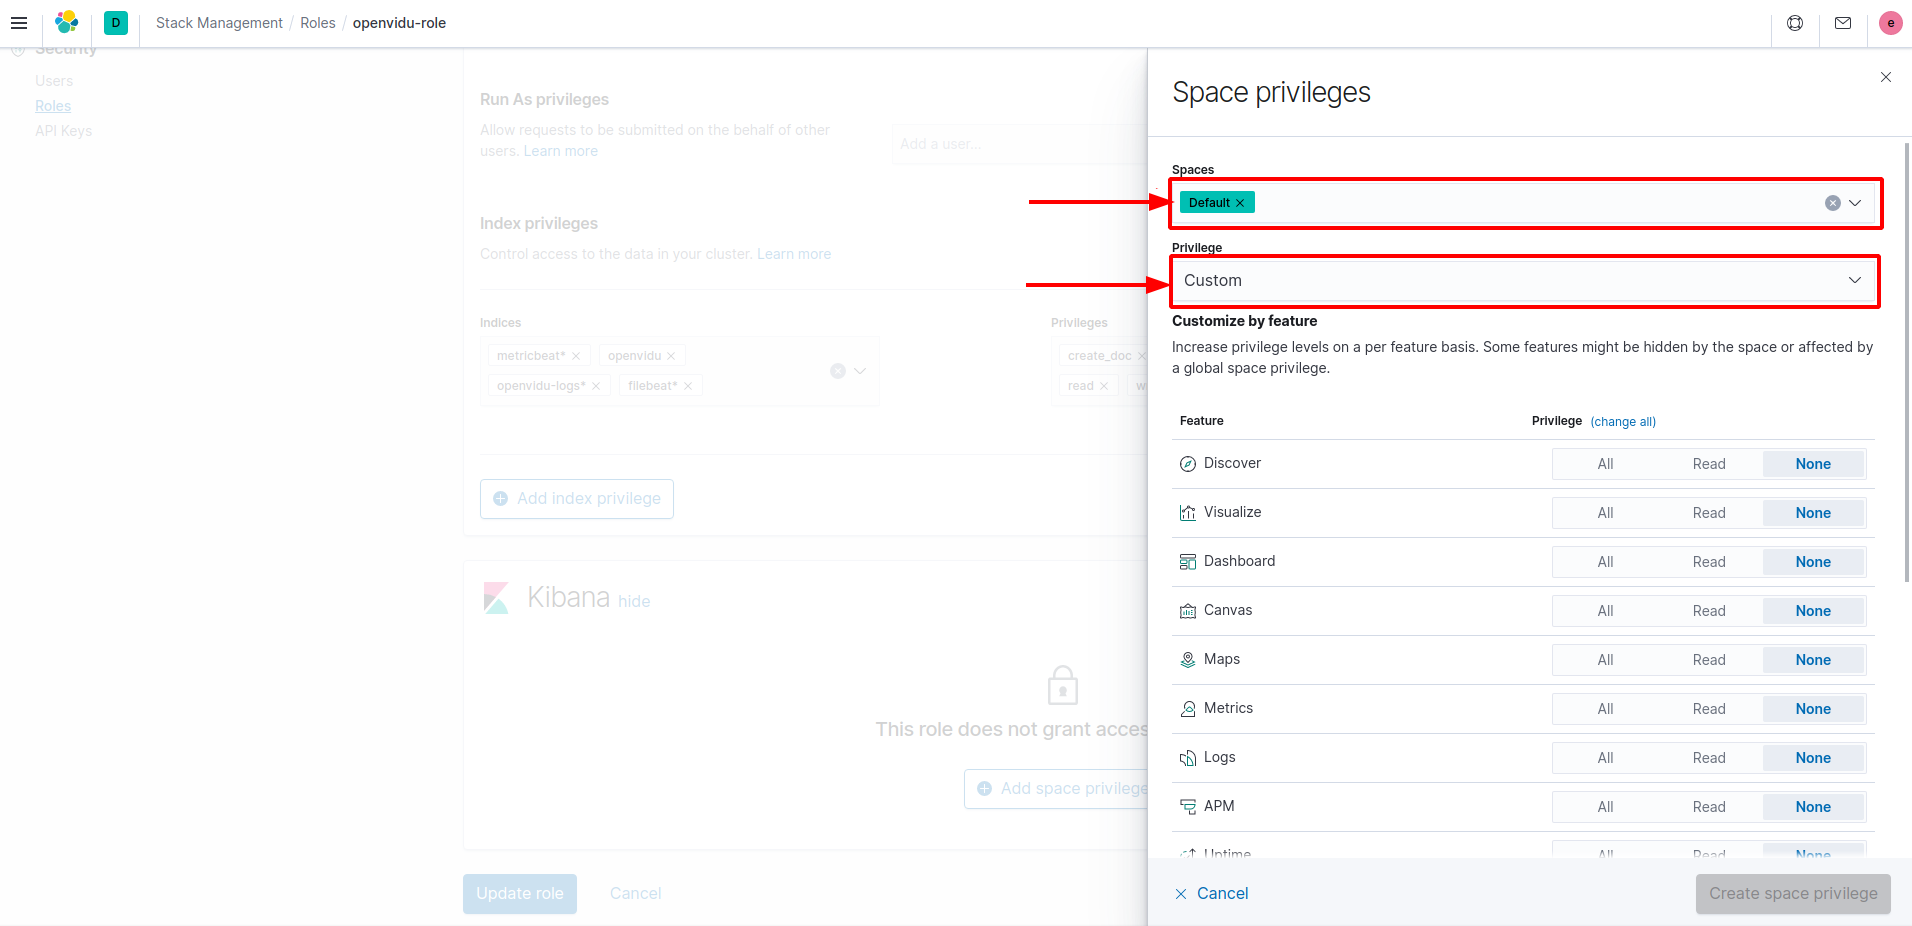 D Stack Management / Roles / openvidu-role e
Security
Users
Roles
API Keys
Run As privileges
Allow requests to be submitted on the behalf of other
users. Learn more
Add a user...
Index privileges
Control access to the data in your cluster. Learn more
Indices Privileges
metricbeat* openvidu create_doc
openvidu-logs* filebeat* read w
Add index privilege
Kibana hide
This role does not grant acces
Add space privilege
Update role Cancel
Space privileges
Spaces
Default
Privilege
Custom
Customize by feature
Increase privilege levels on a per feature basis. Some features might be hidden by the space or affected by
a global space privilege.
Feature Privilege (change all)
Discover All Read None
Visualize All Read None
Dashboard All Read None
Canvas All Read None
Maps All Read None
Metrics All Read None
Logs All Read None
APM All Read None
Uptime All Read None
Cancel Create space privilege